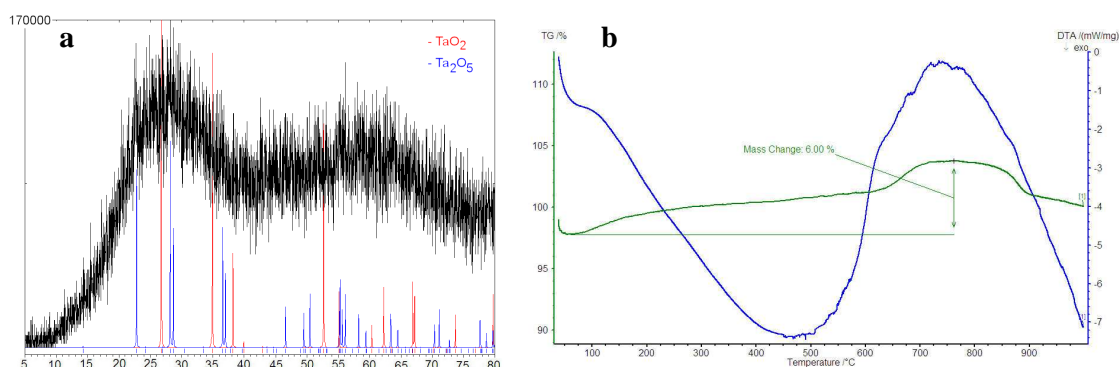 170000
a
- TaO2
- Ta2O5
5 10 15 20 25 30 35 40 45 50 55 60 65 70 75 80
b
TG /%
DTA /(mW/mg)
↓ exo
110
105
100
95
90
Mass Change: 6.00 %
0
-1
-2
-3
-4
-5
-6
-7
[1]
[1]
100 200 300 400 500 600 700 800 900
Temperature /°C